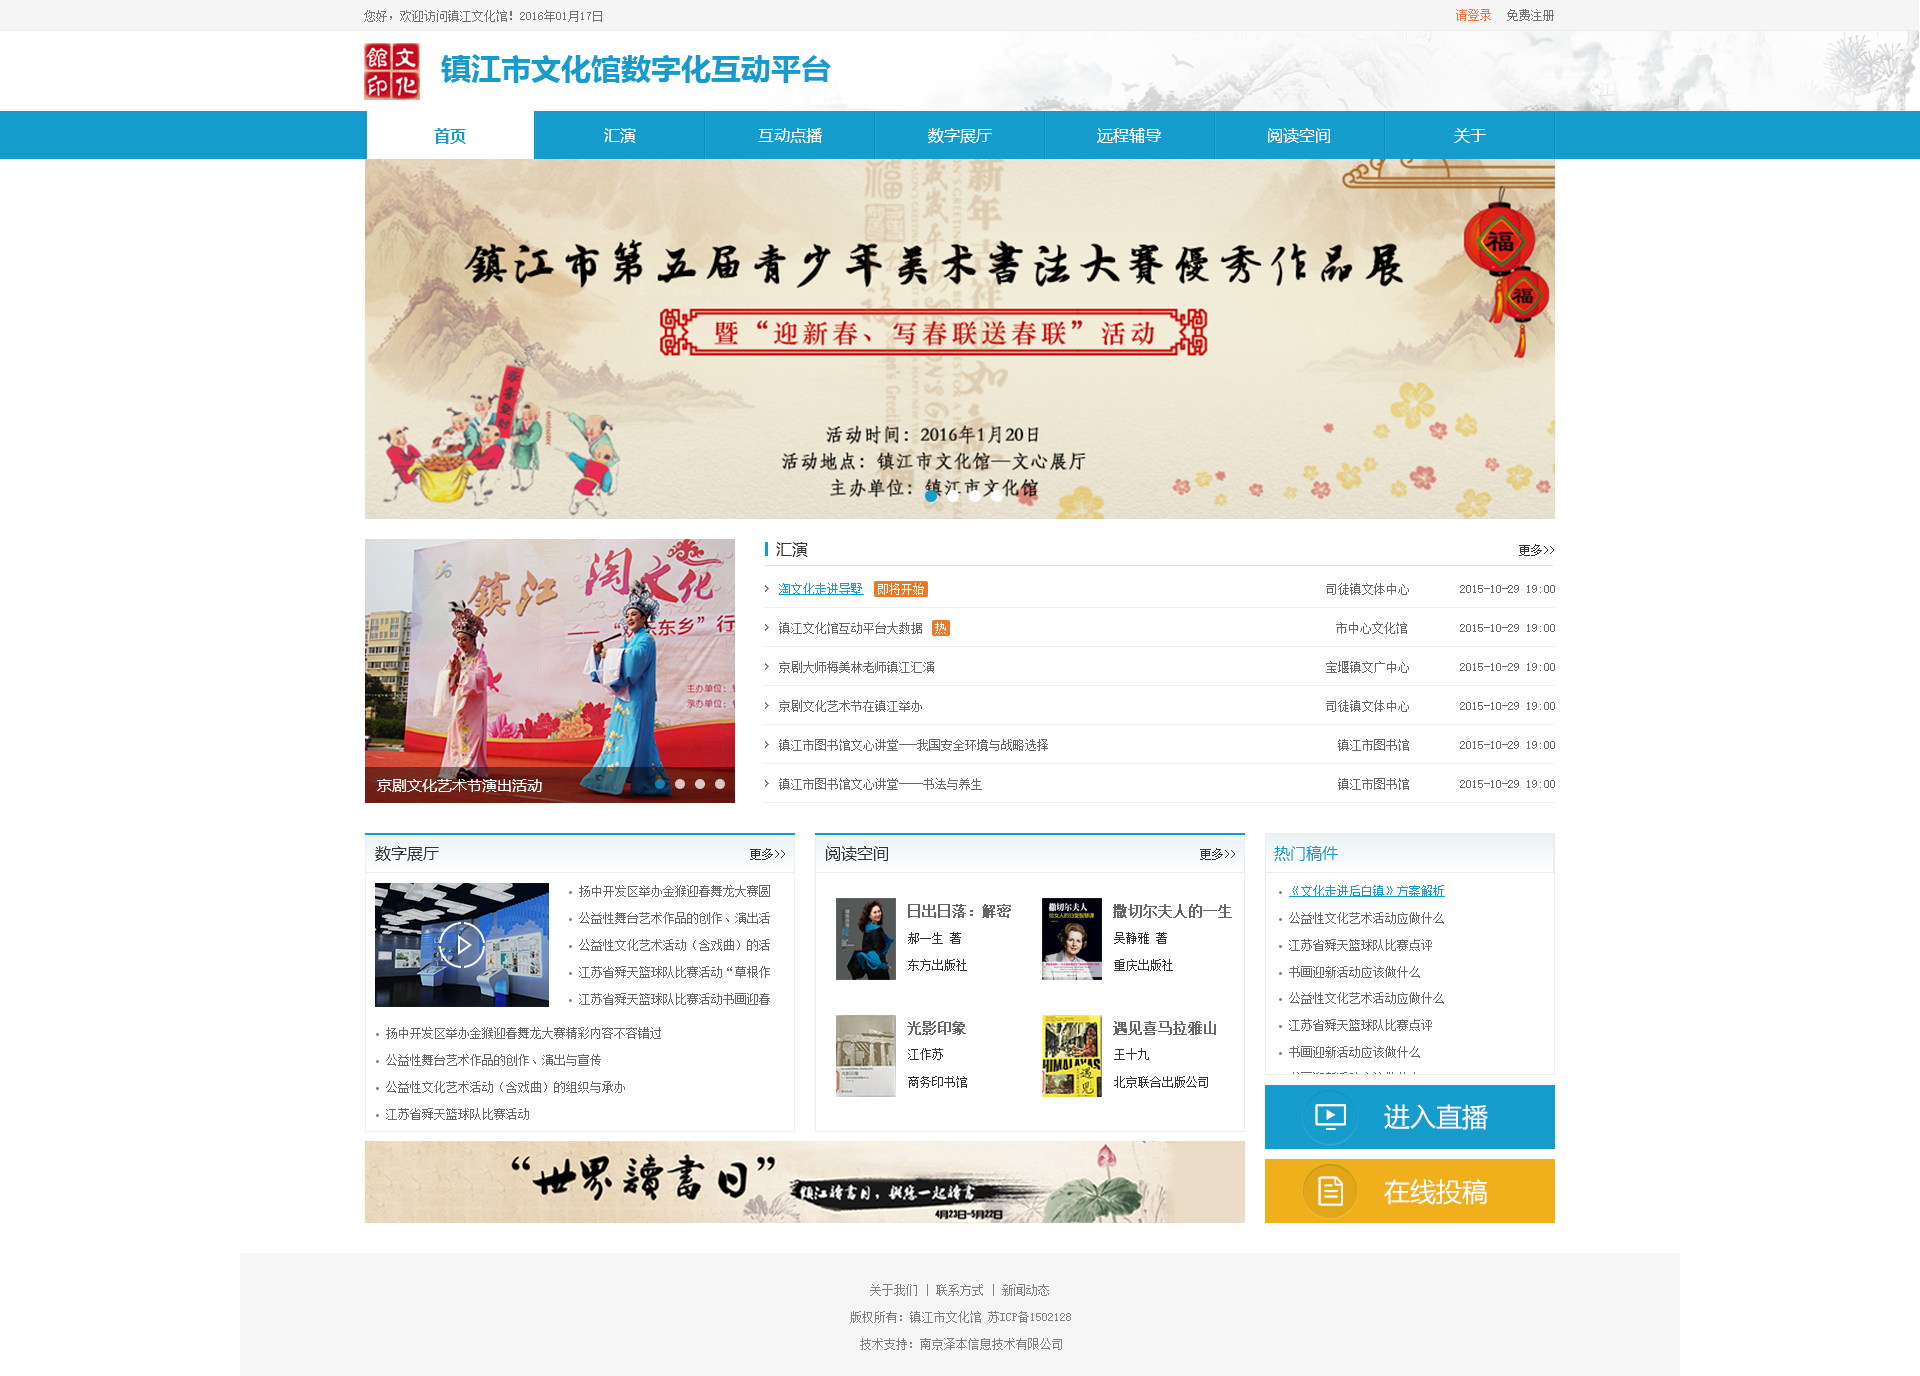 您好，欢迎访问镇江文化馆！2016年01月17日
请登录 免费注册
文化館印
镇江市文化馆数字化互动平台
首页 汇演 互动点播 数字展厅 远程辅导 阅读空间 关于
鎮江市第五届青少年美术書法大賽優秀作品展
暨“迎新春、写春联送春联”活动
活动时间：2016年1月20日
活动地点：镇江市文化馆—文心展厅
主办单位：镇江市文化馆
福
福
鎮江 淘文化
京剧文化艺术节演出活动
汇演 更多>>
淘文化走进导墅 即将开始 司徒镇文体中心 2015-10-29 19:00
镇江文化馆互动平台大数据 热 市中心文化馆 2015-10-29 19:00
京剧大师梅美林老师镇江汇演 宝堰镇文广中心 2015-10-29 19:00
京剧文化艺术节在镇江举办 司徒镇文体中心 2015-10-29 19:00
镇江市图书馆文心讲堂——我国安全环境与战略选择 镇江市图书馆 2015-10-29 19:00
镇江市图书馆文心讲堂——书法与养生 镇江市图书馆 2015-10-29 19:00
数字展厅 更多>>
扬中开发区举办金猴迎春舞龙大赛圆
公益性舞台艺术作品的创作、演出活
公益性文化艺术活动（含戏曲）的活
江苏省舜天篮球队比赛活动“草根作
江苏省舜天篮球队比赛活动书画迎春
扬中开发区举办金猴迎春舞龙大赛精彩内容不容错过
公益性舞台艺术作品的创作、演出与宣传
公益性文化艺术活动（含戏曲）的组织与承办
江苏省舜天篮球队比赛活动
阅读空间 更多>>
日出日落：解密
郝一生 著
东方出版社
撒切尔夫人
撒切尔夫人的一生
吴静雅 著
重庆出版社
光影印象
江作苏
商务印书馆
HIMALAYAS
遇见
遇见喜马拉雅山
王十九
北京联合出版公司
热门稿件
《文化走进后白镇》方案解析
公益性文化艺术活动应做什么
江苏省舜天篮球队比赛点评
书画迎新活动应该做什么
公益性文化艺术活动应做什么
江苏省舜天篮球队比赛点评
书画迎新活动应该做什么
进入直播
在线投稿
“世界讀書日”
镇江读书月，与您一起读书
4月23日-5月22日
关于我们 | 联系方式 | 新闻动态
版权所有：镇江市文化馆 苏ICP备1502128
技术支持：南京泽本信息技术有限公司